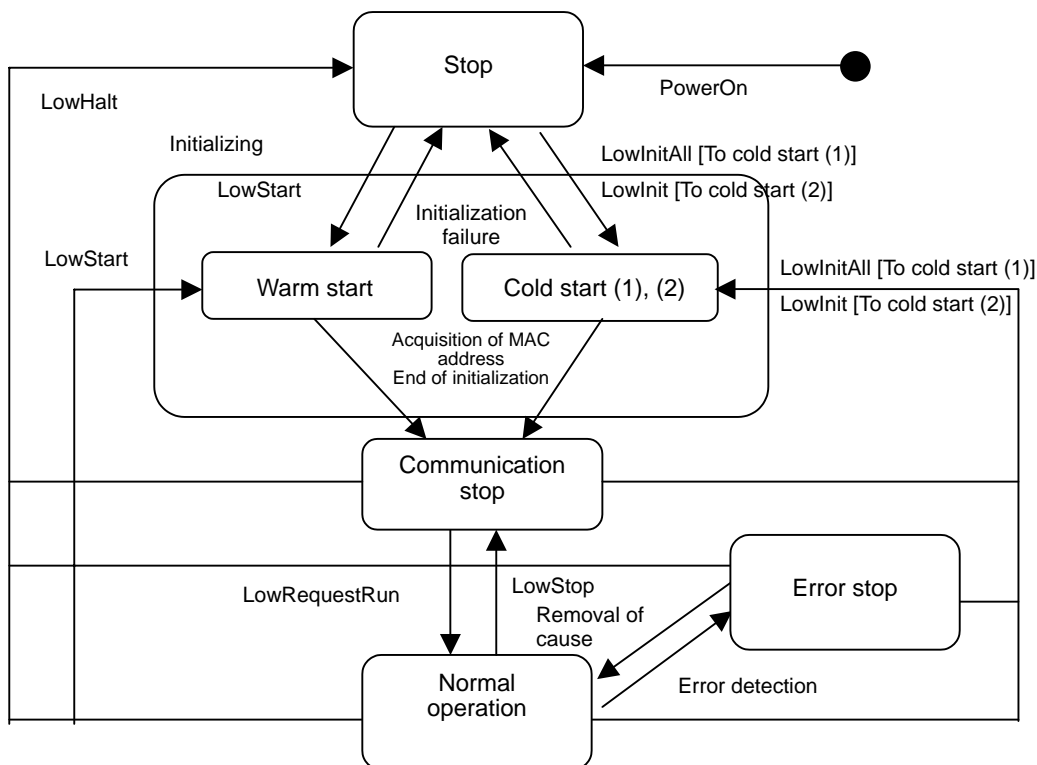 Stop
PowerOn
LowHalt
Initializing
LowInitAll [To cold start (1)]
LowStart
LowInit [To cold start (2)]
Initialization
failure
LowStart
Warm start
Cold start (1), (2)
LowInitAll [To cold start (1)]
LowInit [To cold start (2)]
Acquisition of MAC
address
End of initialization
Communication
stop
LowRequestRun
LowStop
Removal of
cause
Error stop
Normal
operation
Error detection